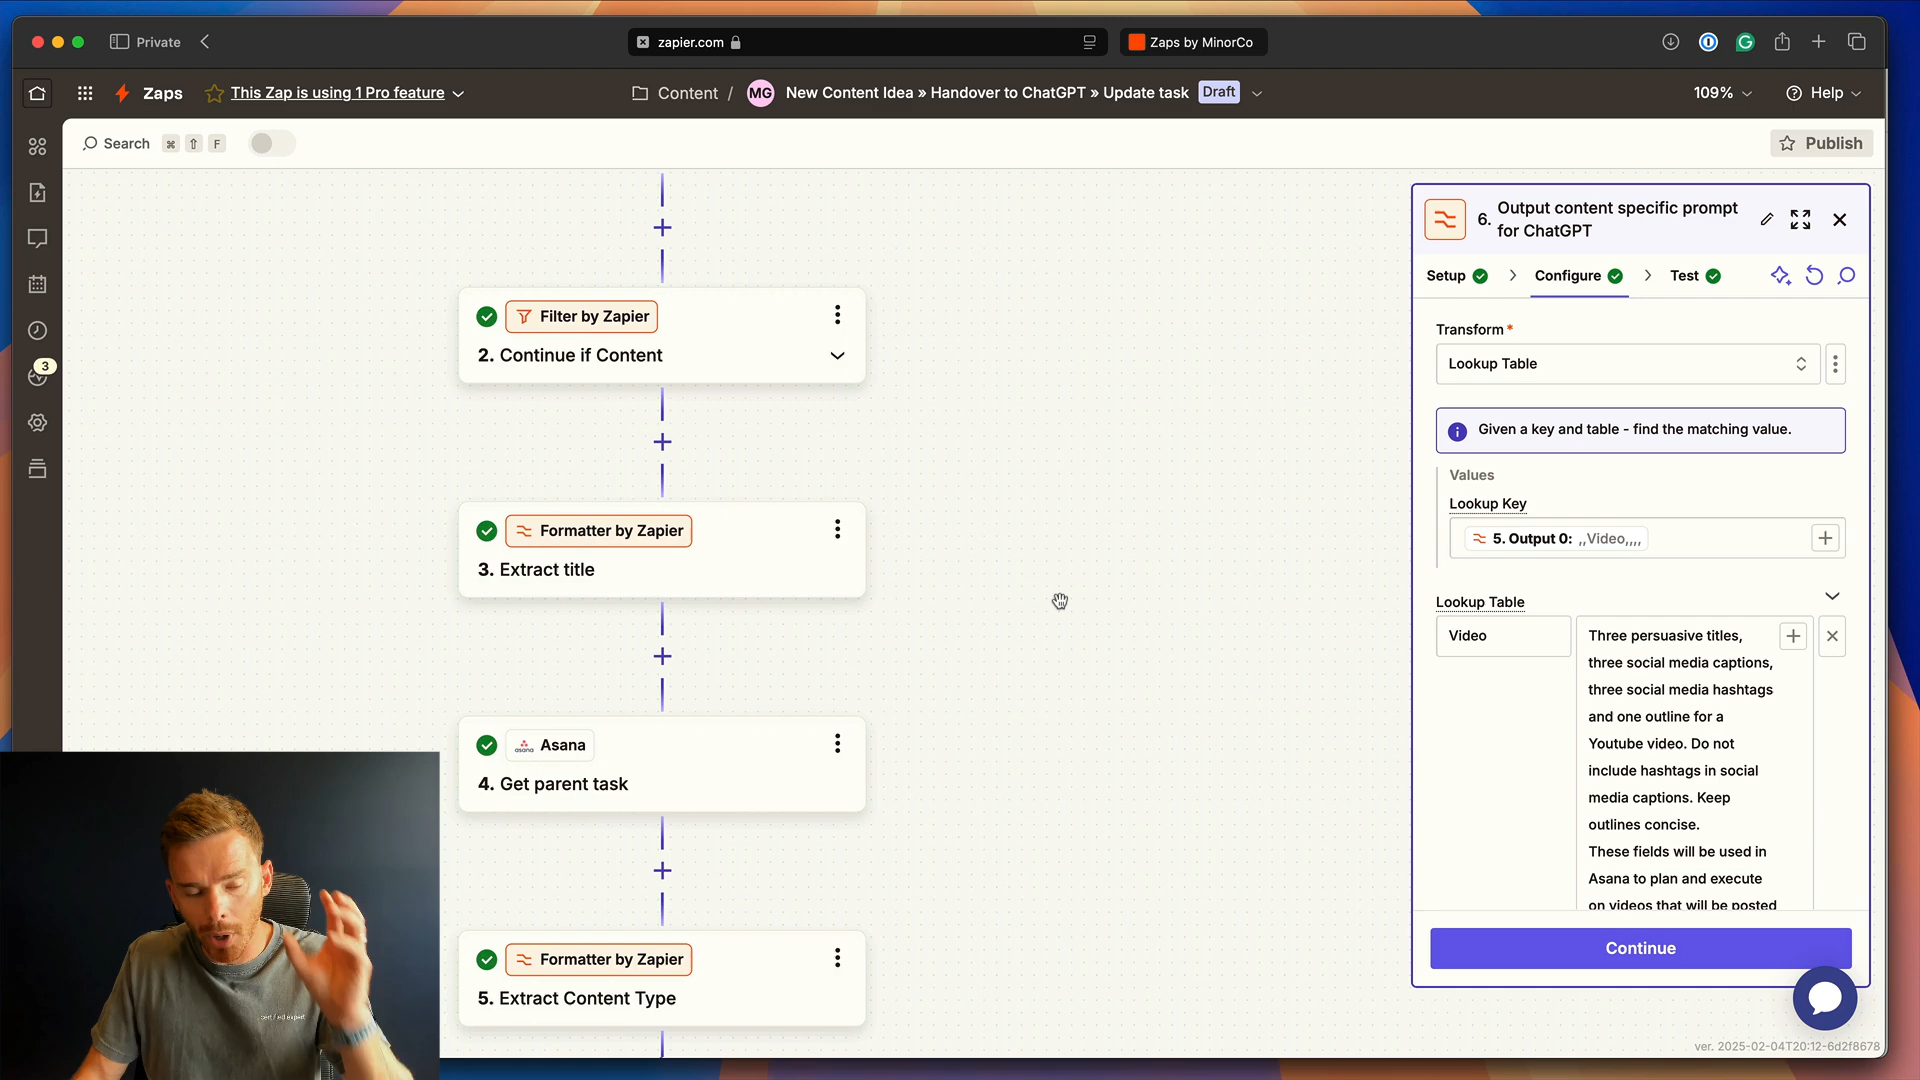 Private
zapier.com
Zaps by MinorCo
Zaps
This Zap is using 1 Pro feature
Content / MG New Content Idea » Handover to ChatGPT » Update task Draft
109%
Help
Search ⌘ ⇧ F
Publish
3
Filter by Zapier
2. Continue if Content
Formatter by Zapier
3. Extract title
asana Asana
4. Get parent task
Formatter by Zapier
5. Extract Content Type
6. Output content specific prompt
for ChatGPT
Setup
Configure
Test
Transform*
Lookup Table
Given a key and table - find the matching value.
Values
Lookup Key
5. Output 0: ,,Video,,,,
Lookup Table
Video
Three persuasive titles,
three social media captions,
three social media hashtags
and one outline for a
Youtube video. Do not
include hashtags in social
media captions. Keep
outlines concise.
These fields will be used in
Asana to plan and execute
on videos that will be posted
Continue
ver. 2025-02-04T20:12-6d2f8678
certified expert